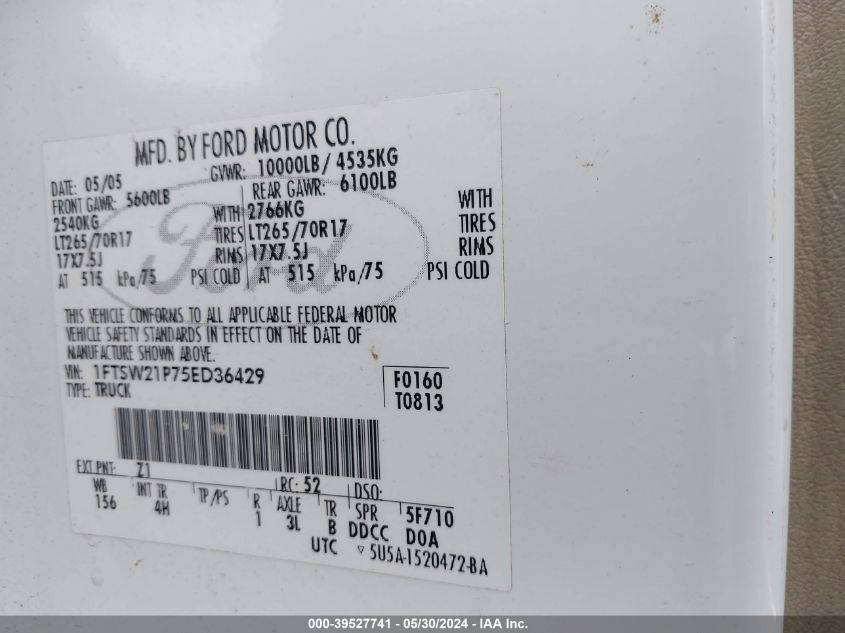 MFD. BY FORD MOTOR CO.
DATE: 05/05 GVWR: 10000LB / 4535KG
FRONT GAWR: 5600LB REAR GAWR: 6100LB
2540KG WITH 2766KG WITH
LT265/70R17 TIRES LT265/70R17 TIRES
17X7.5J RIMS 17X7.5J RIMS
AT 515 kPa/75 PSI COLD AT 515 kPa/75 PSI COLD
Ford
THIS VEHICLE CONFORMS TO ALL APPLICABLE FEDERAL MOTOR
VEHICLE SAFETY STANDARDS IN EFFECT ON THE DATE OF
MANUFACTURE SHOWN ABOVE.
VIN: 1FTSW21P75ED36429 F0160
TYPE: TRUCK T0813
EXT PNT: Z1 RC: 52 DSO:
WB INT TR TP/PS R AXLE TR SPR 5F710
156 4H 1 3L B DDCC DOA
UTC ▽ 5U5A-1520472-BA
000-39527741 - 05/30/2024 - IAA Inc.